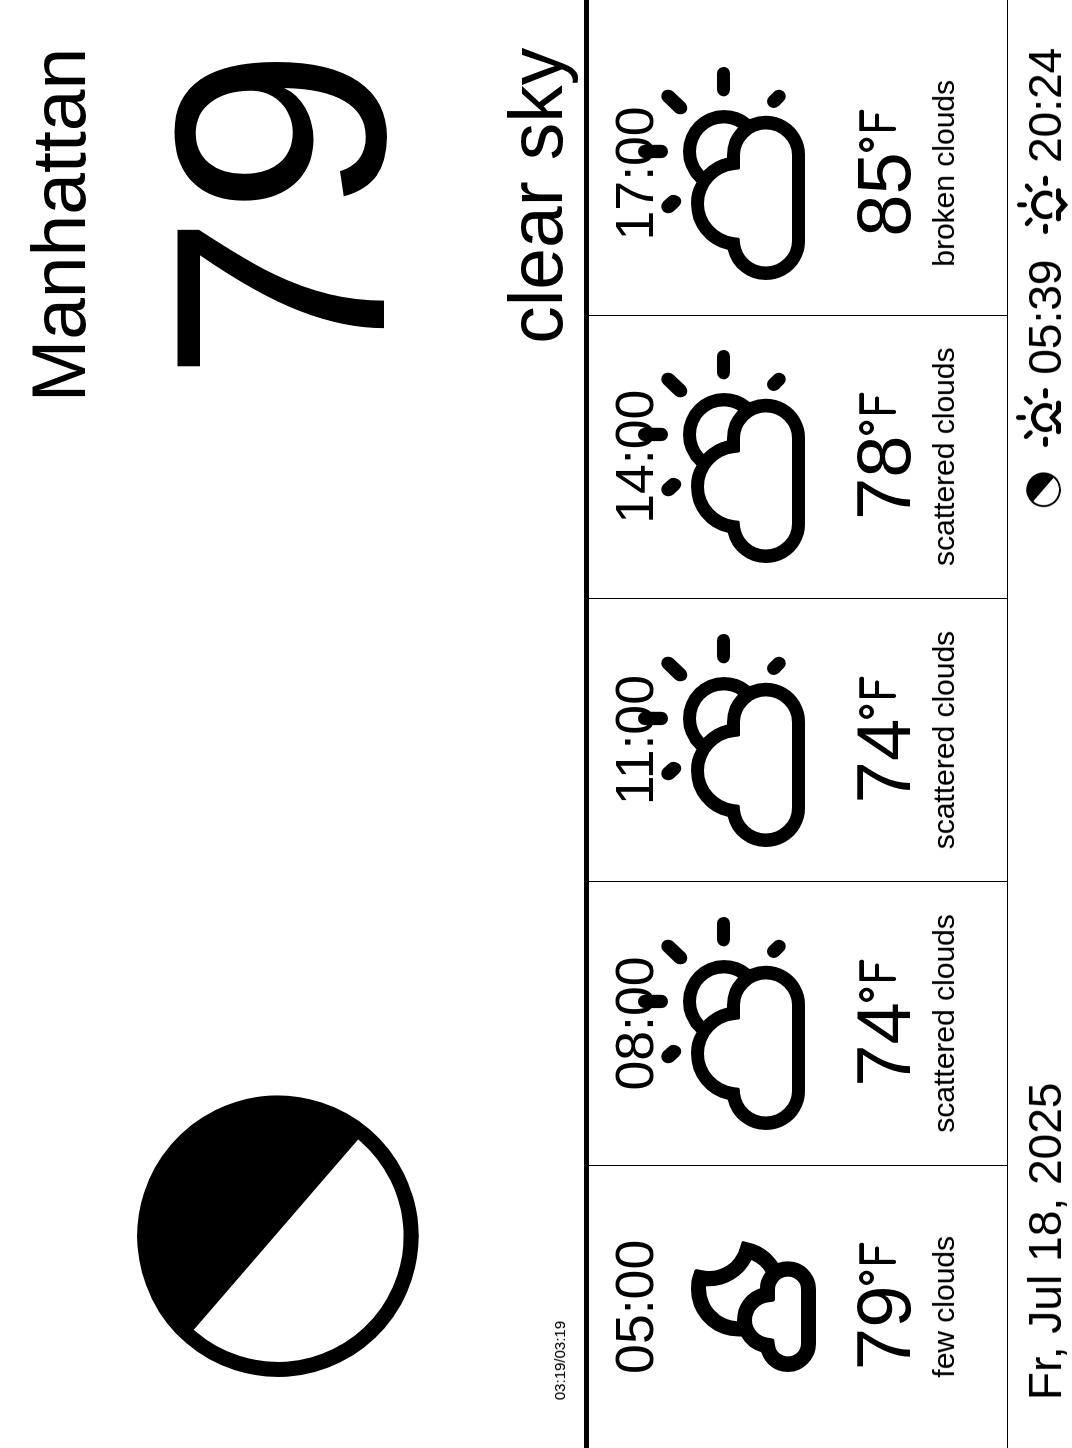 Manhattan
79
clear sky
03:19/03:19
05:00
79°F
few clouds
08:00
74°F
scattered clouds
11:00
74°F
scattered clouds
14:00
78°F
scattered clouds
17:00
85°F
broken clouds
Fr, Jul 18, 2025
05:39 20:24